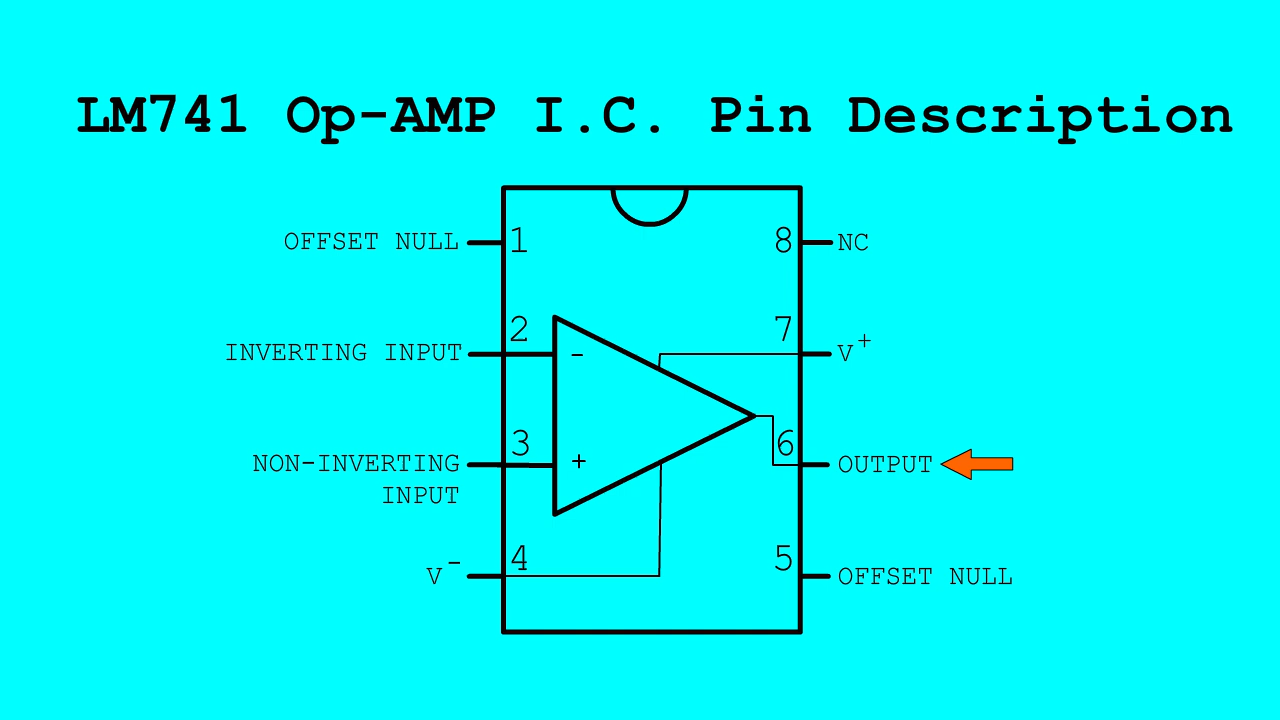 LM741 Op-AMP I.C. Pin Description
OFFSET NULL 1 8 NC
INVERTING INPUT 2 - 7 V+
NON-INVERTING 3 + 6 OUTPUT
INPUT
V- 4 5 OFFSET NULL